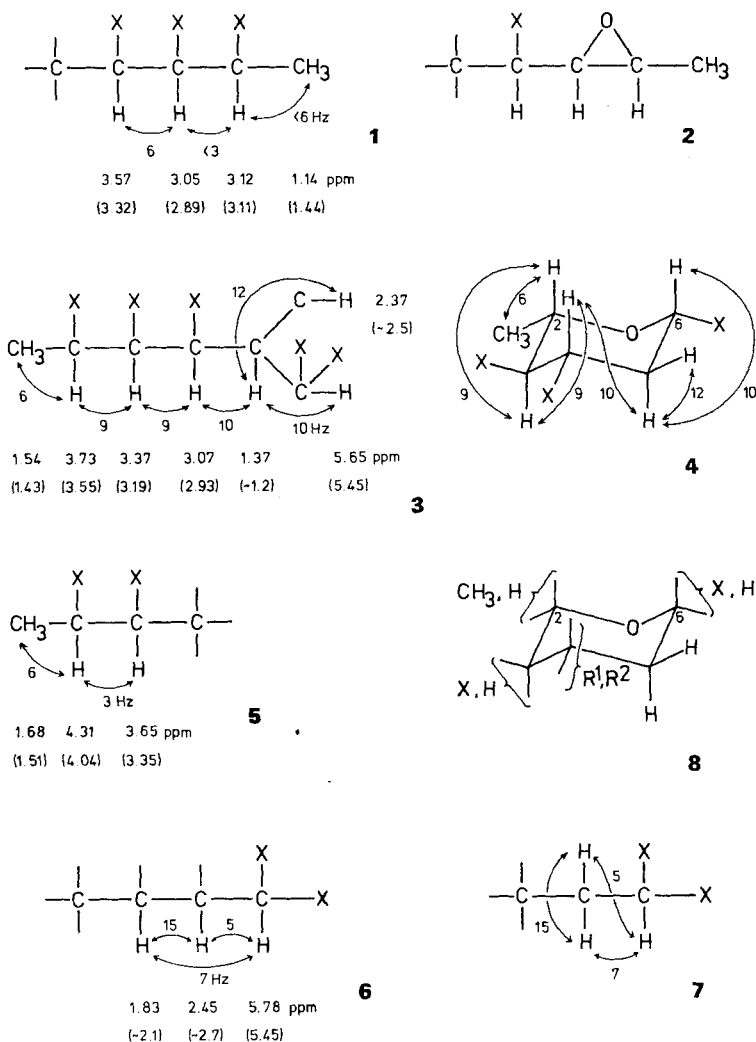 X X X O
C C C C CH3 C C C C CH3
H H H H H H
6 <3 <6 Hz 1 2
3.57 3.05 3.12 1.14 ppm
(3.32) (2.89) (3.11) (1.44)
12 C H 2.37
X X X X X (~2.5)
CH3 C C C C C H
H H H H
6 9 9 10 10 Hz
1.54 3.73 3.37 3.07 1.37 5.65 ppm
(1.43) (3.55) (3.19) (2.93) (~1.2) (5.45)
3
H H H
6 2 6
CH3 O X
X H
X
9 9 10 12 10
H H
4
X X
CH3 C C C
H H
6 3 Hz
5
1.68 4.31 3.65 ppm
(1.51) (4.04) (3.35)
CH3, H 2 O 6 X, H
X, H R1, R2 H
H
8
X
C C C C X
H H H
15 5
7 Hz
6
1.83 2.45 5.78 ppm
(~2.1) (~2.7) (5.45)
H X
5
C C C X
15
H H
7
7